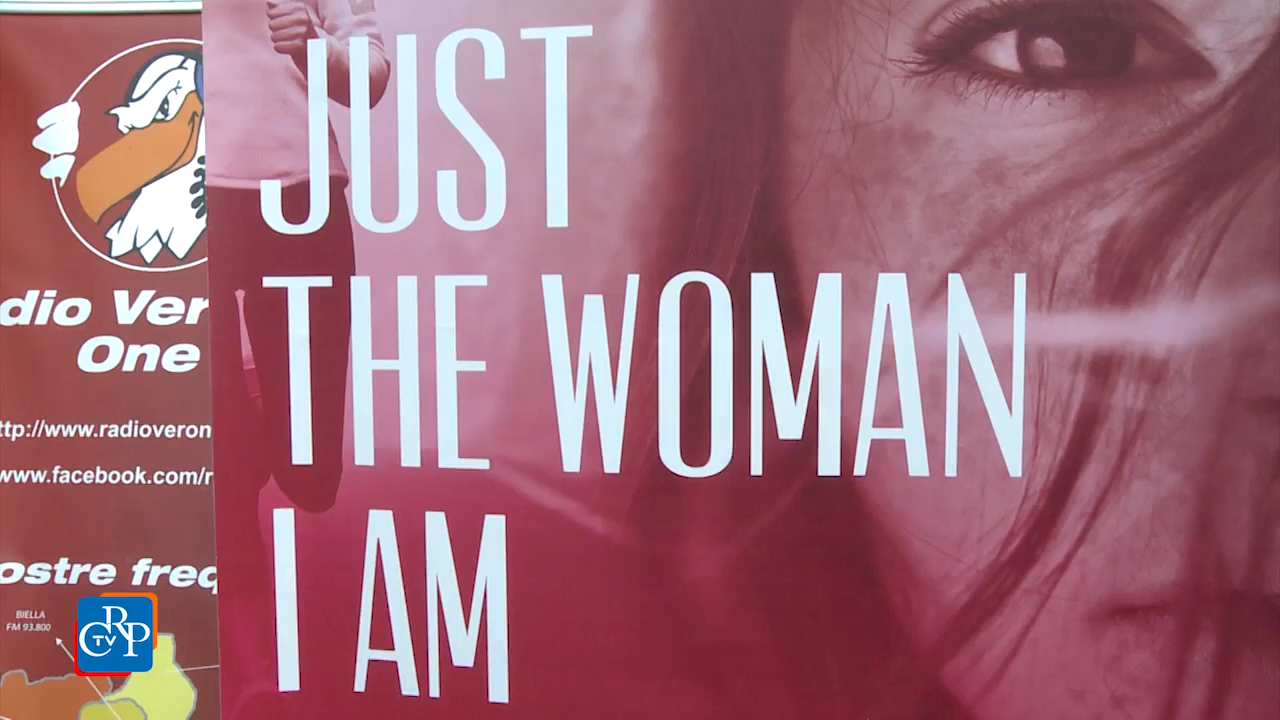 JUST
THE WOMAN
I AM
dio Ver
One
ttp://www.radioveron
www.facebook.com/r
ostre freq
BIELLA
FM 93.800
CRP
TV